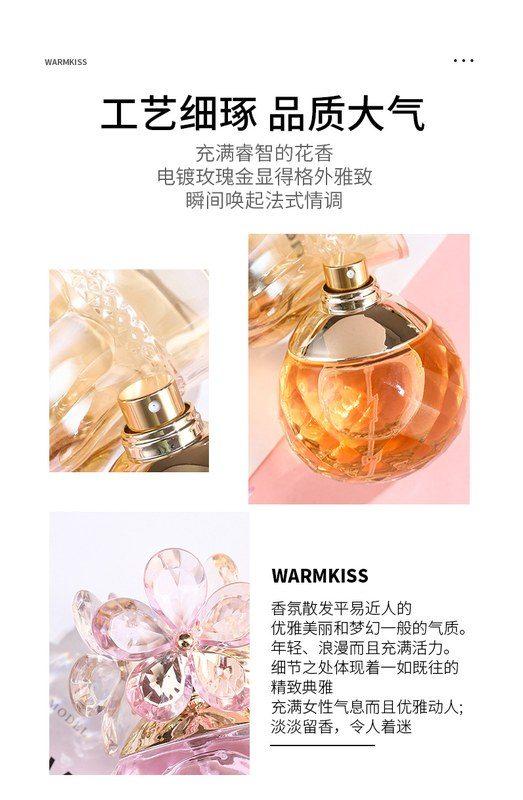 WARMKISS
工艺细琢 品质大气
充满睿智的花香
电镀玫瑰金显得格外雅致
瞬间唤起法式情调
WARMKISS
香氛散发平易近人的
优雅美丽和梦幻一般的气质。
年轻、浪漫而且充满活力。
细节之处体现着一如既往的
精致典雅
充满女性气息而且优雅动人;
淡淡留香，令人着迷
MODEL